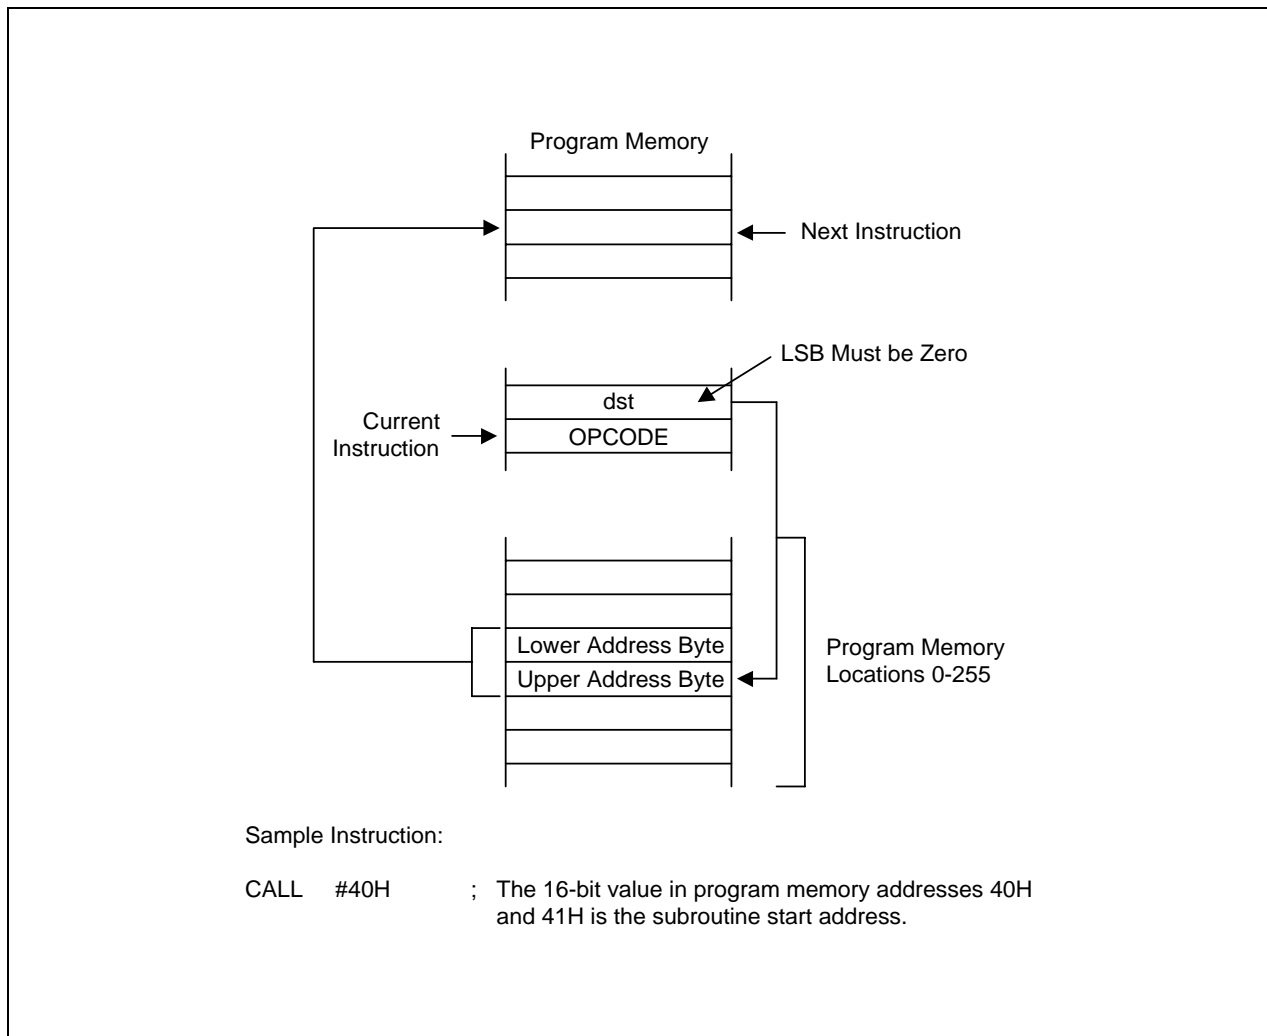 Program Memory
Next Instruction
LSB Must be Zero
dst
Current
Instruction
OPCODE
Lower Address Byte
Upper Address Byte
Program Memory
Locations 0-255
Sample Instruction:
CALL #40H ; The 16-bit value in program memory addresses 40H
and 41H is the subroutine start address.